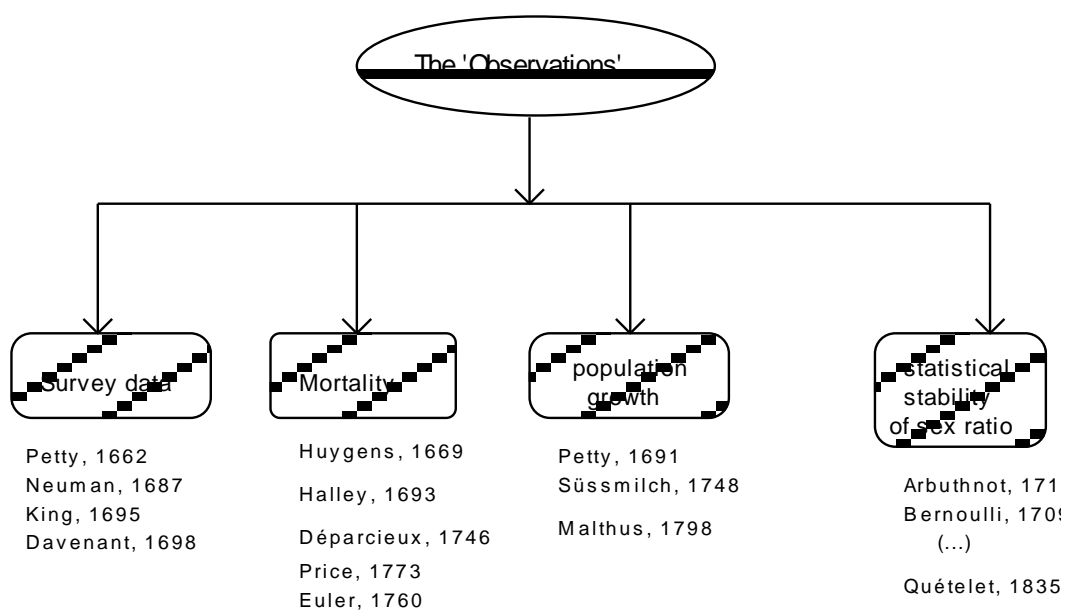 The 'Observations'
Survey data
Mortality
population
growth
statistical
stability
of sex ratio
Petty, 1662
Neuman, 1687
King, 1695
Davenant, 1698
Huygens, 1669
Halley, 1693
Déparcieux, 1746
Price, 1773
Euler, 1760
Petty, 1691
Süssmilch, 1748
Malthus, 1798
Arbuthnot, 171
Bernoulli, 1709
(...)
Quételet, 1835